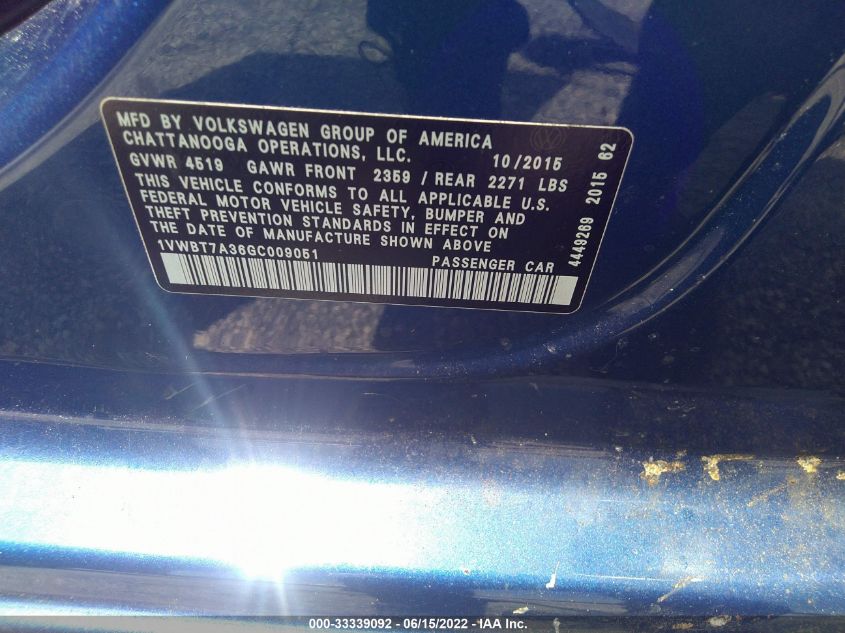 MFD BY VOLKSWAGEN GROUP OF AMERICA
CHATTANOOGA OPERATIONS, LLC. 10/2015
GVWR 4519 GAWR FRONT 2359 / REAR 2271 LBS
THIS VEHICLE CONFORMS TO ALL APPLICABLE U.S.
FEDERAL MOTOR VEHICLE SAFETY, BUMPER AND
THEFT PREVENTION STANDARDS IN EFFECT ON
THE DATE OF MANUFACTURE SHOWN ABOVE
1VWBT7A36GC009051 PASSENGER CAR
4449269 2015 62
000-33339092 - 06/15/2022 - IAA Inc.